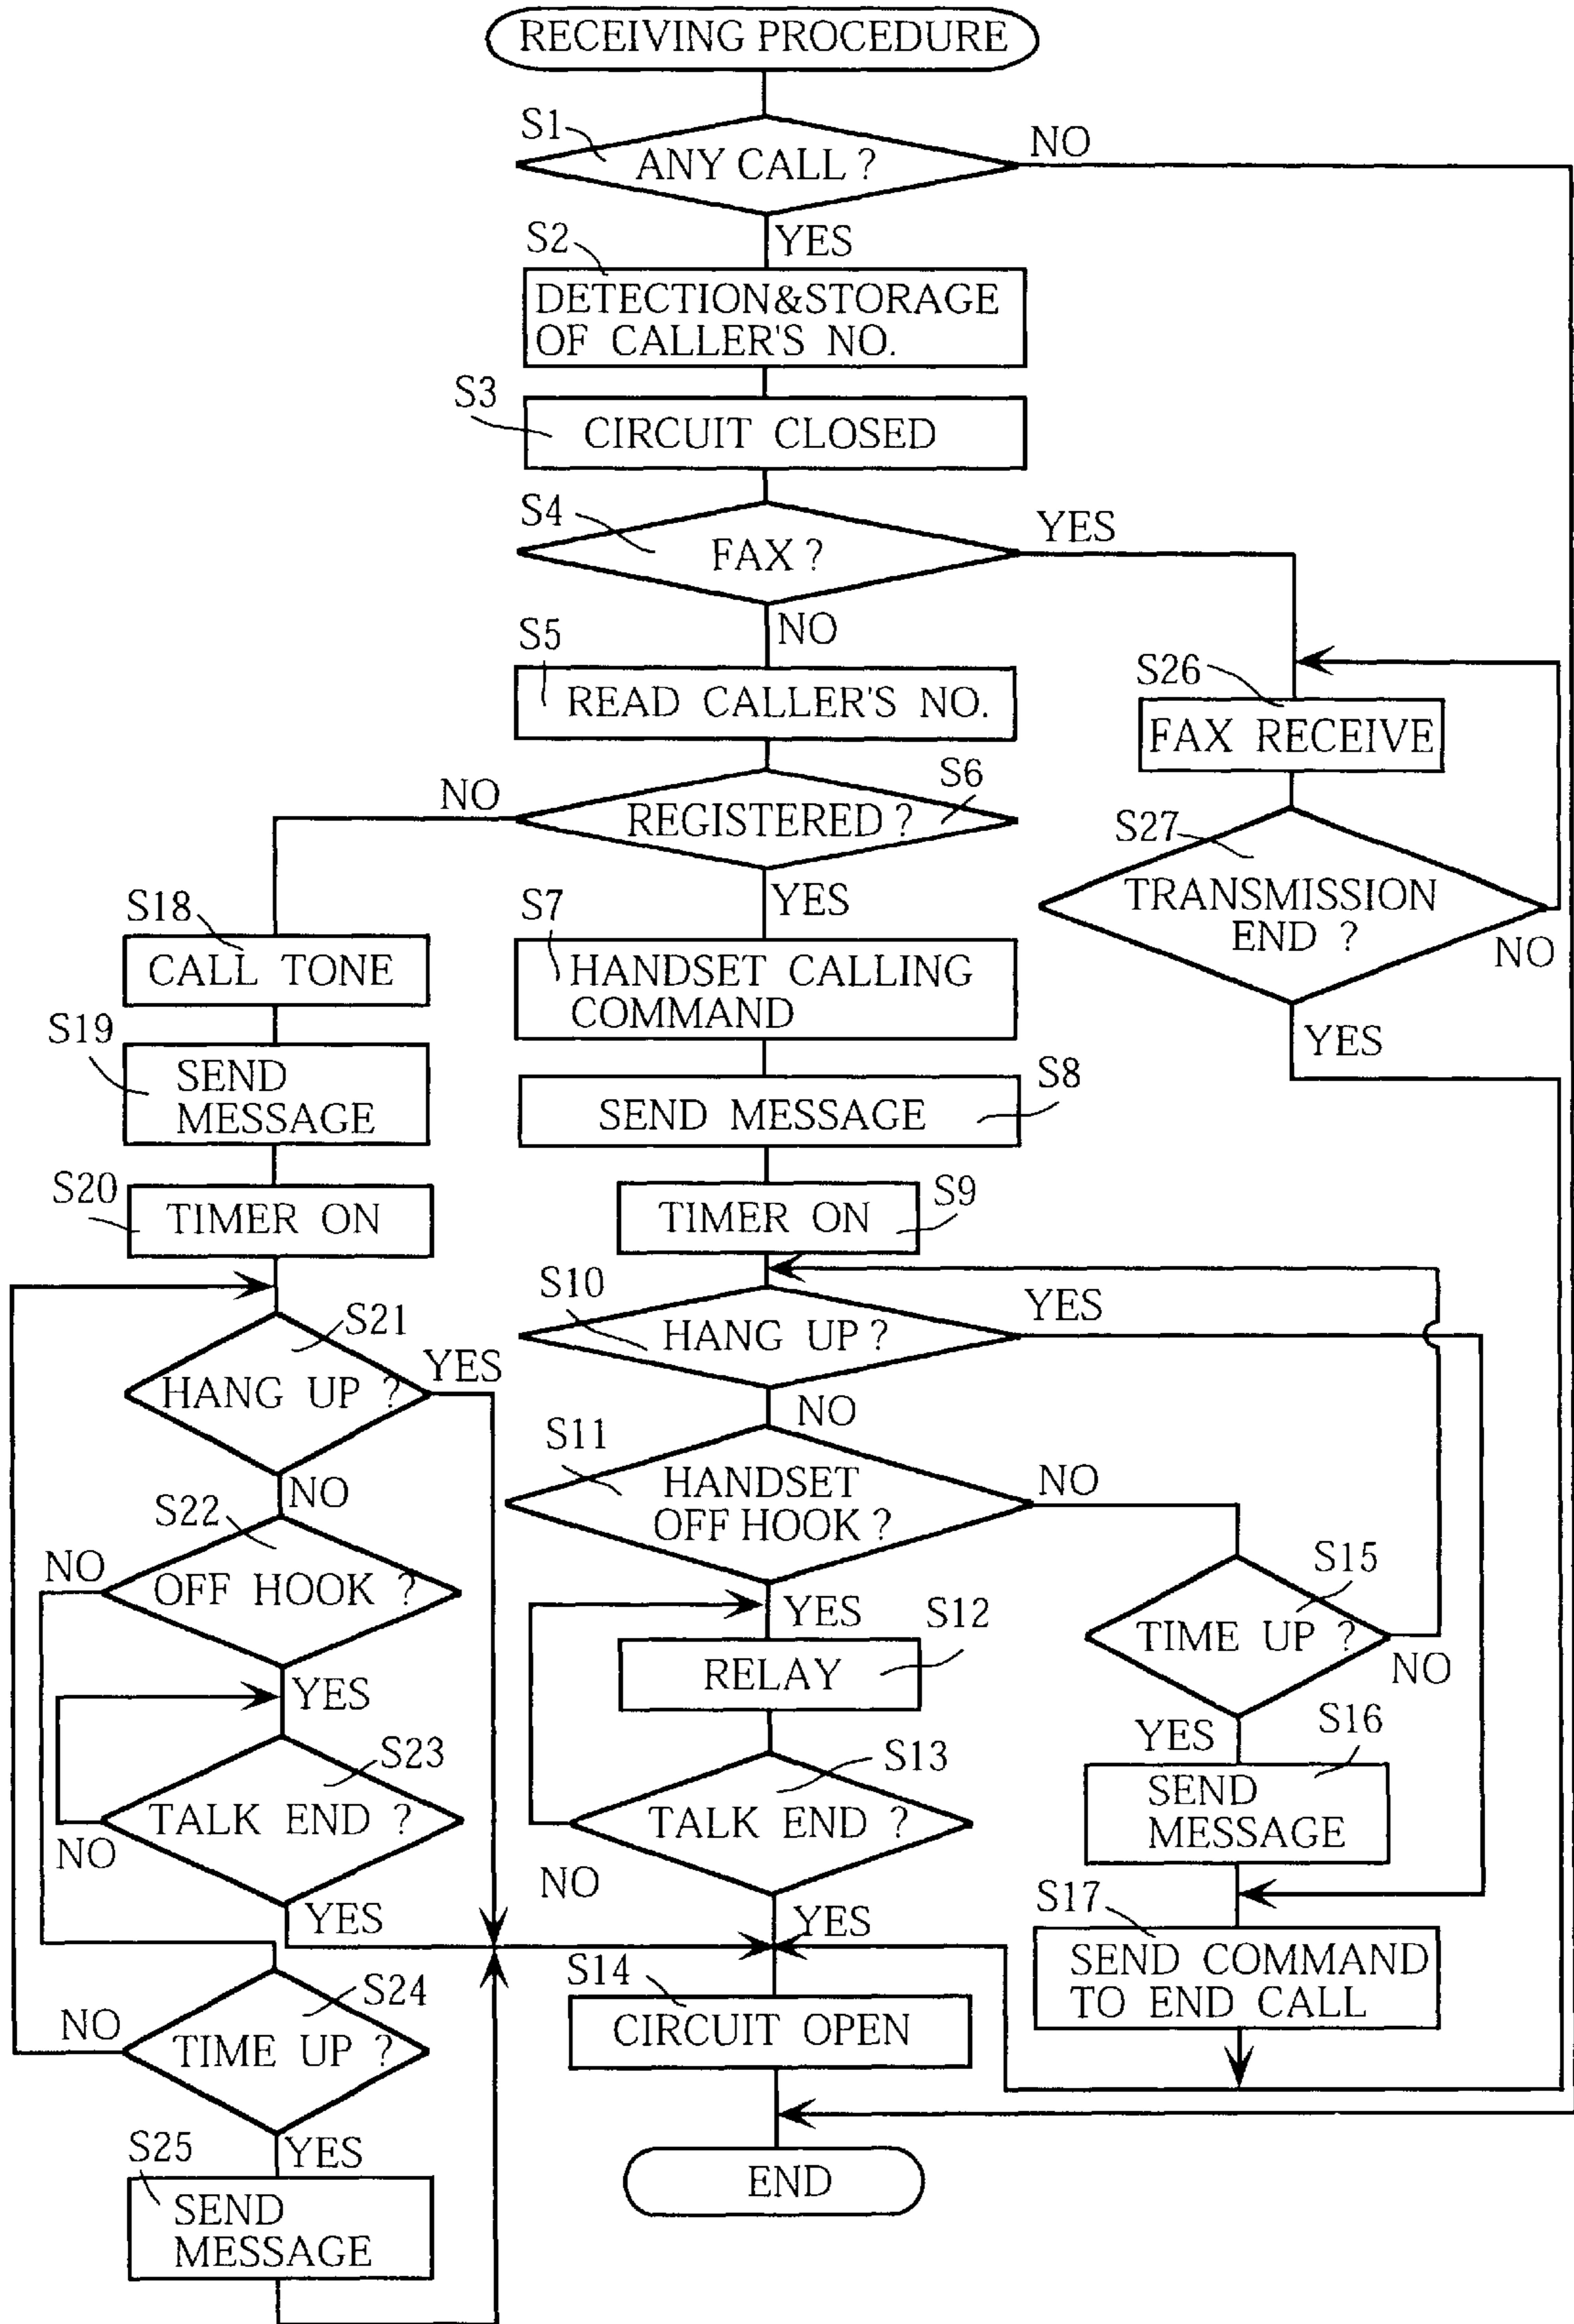 RECEIVING PROCEDURE
S1
ANY CALL ?
NO
YES
S2
DETECTION&STORAGE
OF CALLER'S NO.
S3
CIRCUIT CLOSED
S4
FAX ?
YES
NO
S5
READ CALLER'S NO.
S26
FAX RECEIVE
NO
REGISTERED ?
S6
YES
S27
TRANSMISSION
END ?
NO
YES
S18
CALL TONE
S7
HANDSET CALLING
COMMAND
S19
SEND
MESSAGE
SEND MESSAGE
S8
S20
TIMER ON
TIMER ON
S9
S21
HANG UP ?
YES
NO
S10
HANG UP ?
YES
NO
S22
OFF HOOK ?
NO
YES
S11
HANDSET
OFF HOOK ?
NO
YES
S12
RELAY
S15
TIME UP ?
NO
YES
S23
TALK END ?
NO
YES
S13
TALK END ?
NO
YES
S16
SEND
MESSAGE
S17
SEND COMMAND
TO END CALL
S24
TIME UP ?
NO
YES
S14
CIRCUIT OPEN
S25
SEND
MESSAGE
END